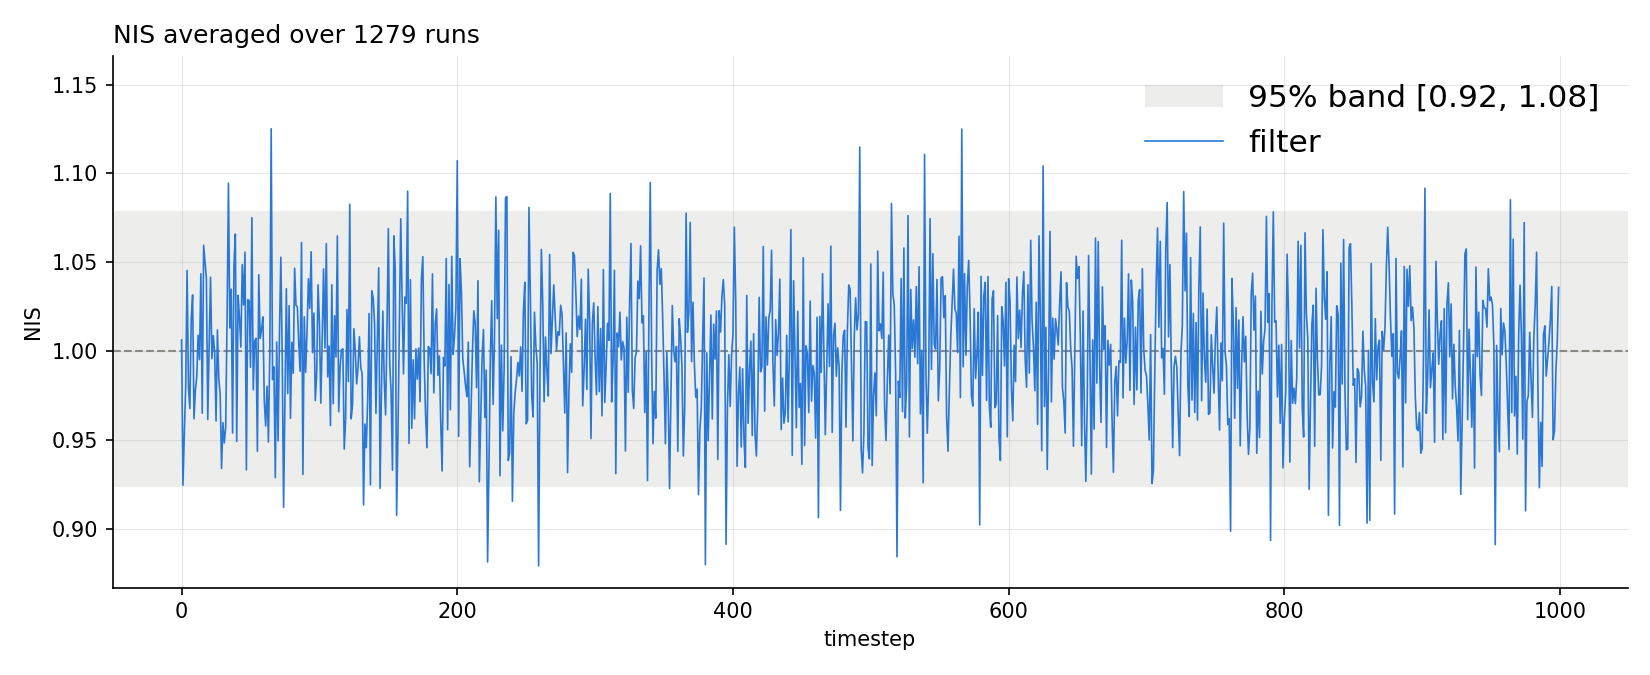 NIS averaged over 1279 runs
1.15
1.10
1.05
1.00
0.95
0.90
NIS
95% band [0.92, 1.08]
filter
0 200 400 600 800 1000
timestep